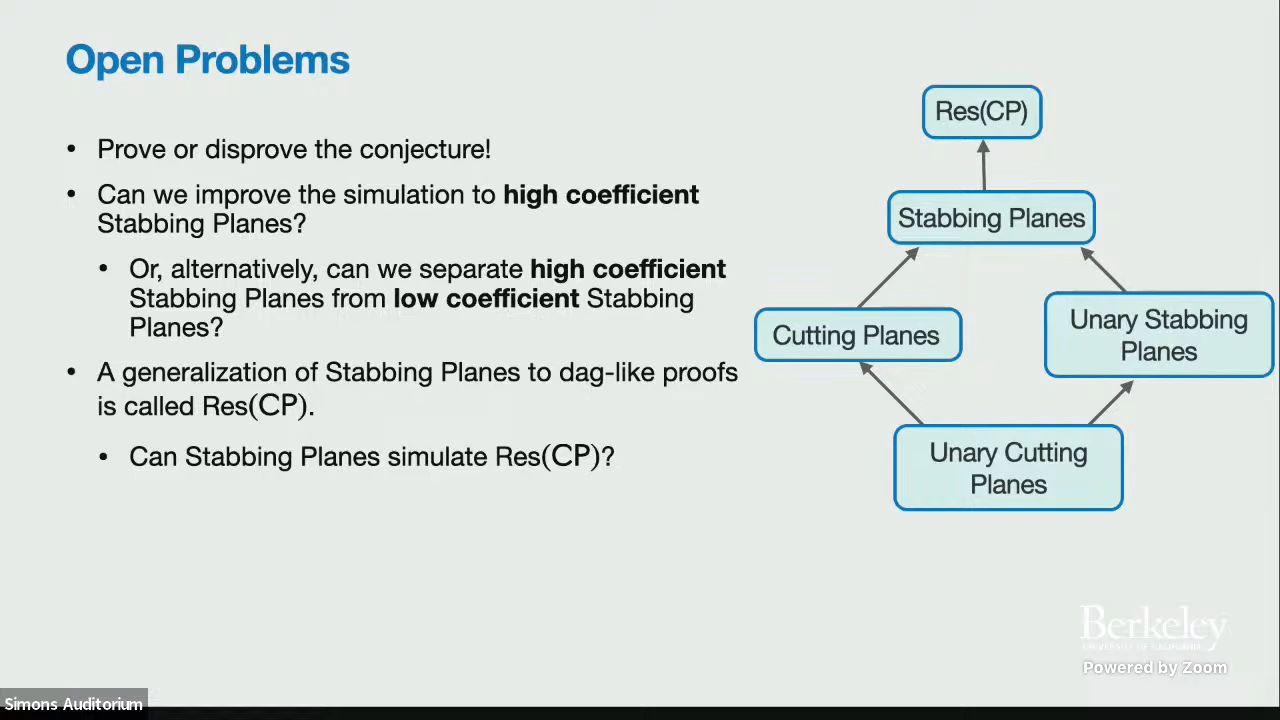 Open Problems
• Prove or disprove the conjecture!
• Can we improve the simulation to high coefficient
Stabbing Planes?
• Or, alternatively, can we separate high coefficient
Stabbing Planes from low coefficient Stabbing
Planes?
• A generalization of Stabbing Planes to dag-like proofs
is called Res(CP).
• Can Stabbing Planes simulate Res(CP)?
Res(CP)
Stabbing Planes
Cutting Planes
Unary Stabbing
Planes
Unary Cutting
Planes
Berkeley
UNIVERSITY OF CALIFORNIA
Powered by Zoom
Simons Auditorium